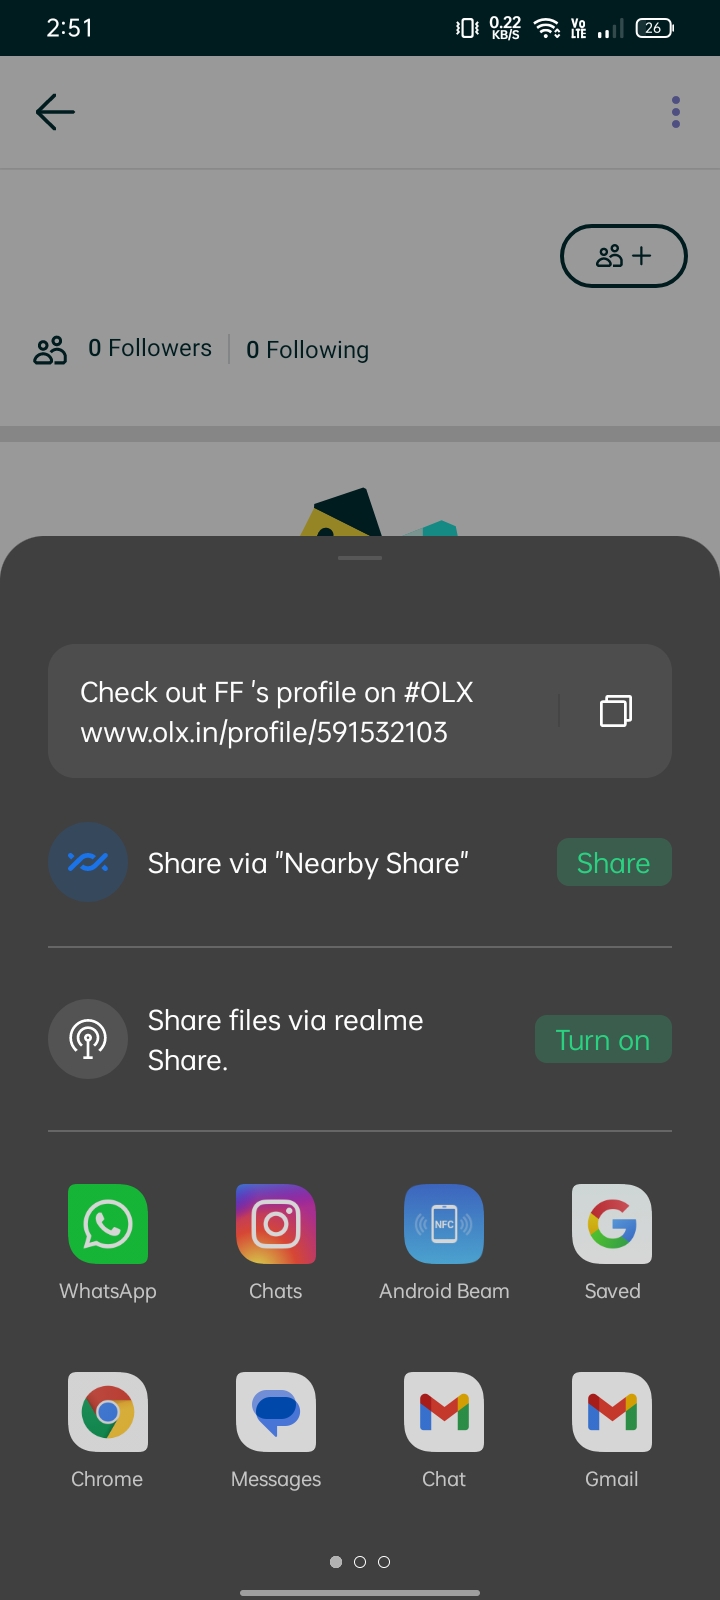 2:51
0.22
KB/S
Vo
LTE
26
0 Followers
0 Following
Check out FF 's profile on #OLX
www.olx.in/profile/591532103
Share via "Nearby Share"
Share
Share files via realme
Share.
Turn on
NFC
WhatsApp
Chats
Android Beam
Saved
Chrome
Messages
Chat
Gmail